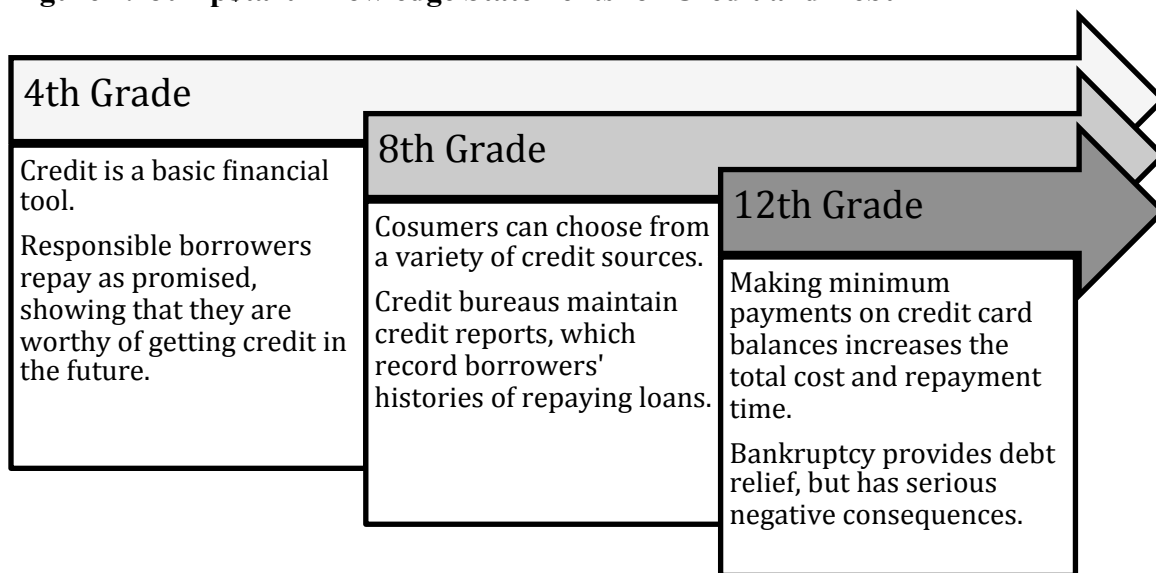 4th Grade
Credit is a basic financial
tool.
Responsible borrowers
repay as promised,
showing that they are
worthy of getting credit in
the future.
8th Grade
Cosumers can choose from
a variety of credit sources.
Credit bureaus maintain
credit reports, which
record borrowers'
histories of repaying loans.
12th Grade
Making minimum
payments on credit card
balances increases the
total cost and repayment
time.
Bankruptcy provides debt
relief, but has serious
negative consequences.